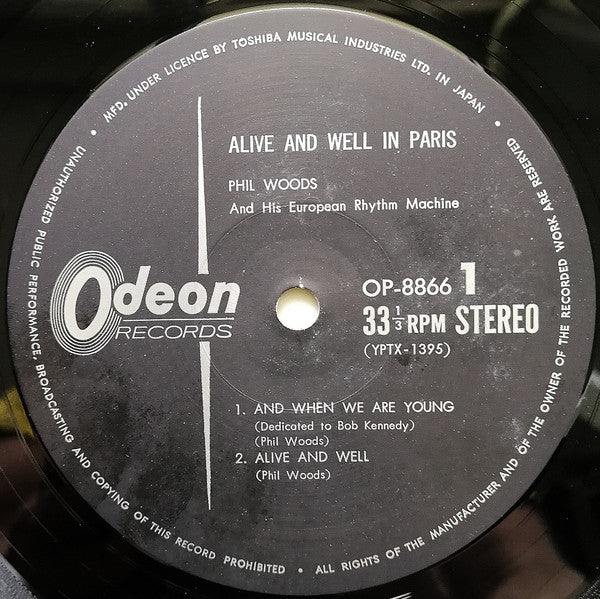 • MFD. UNDER LICENCE BY TOSHIBA MUSICAL INDUSTRIES LTD. IN JAPAN •
ALIVE AND WELL IN PARIS
PHIL WOODS
And His European Rhythm Machine
Odeon
RECORDS
OP-8866 1
33 1/3 RPM STEREO
(YPTX-1395)
1. AND WHEN WE ARE YOUNG
(Dedicated to Bob Kennedy)
(Phil Woods)
2. ALIVE AND WELL
(Phil Woods)
UNAUTHORIZED PUBLIC PERFORMANCE, BROADCASTING AND COPYING OF THIS RECORD PROHIBITED • ALL RIGHTS OF THE MANUFACTURER AND OF THE OWNER OF THE RECORDED WORK ARE RESERVED